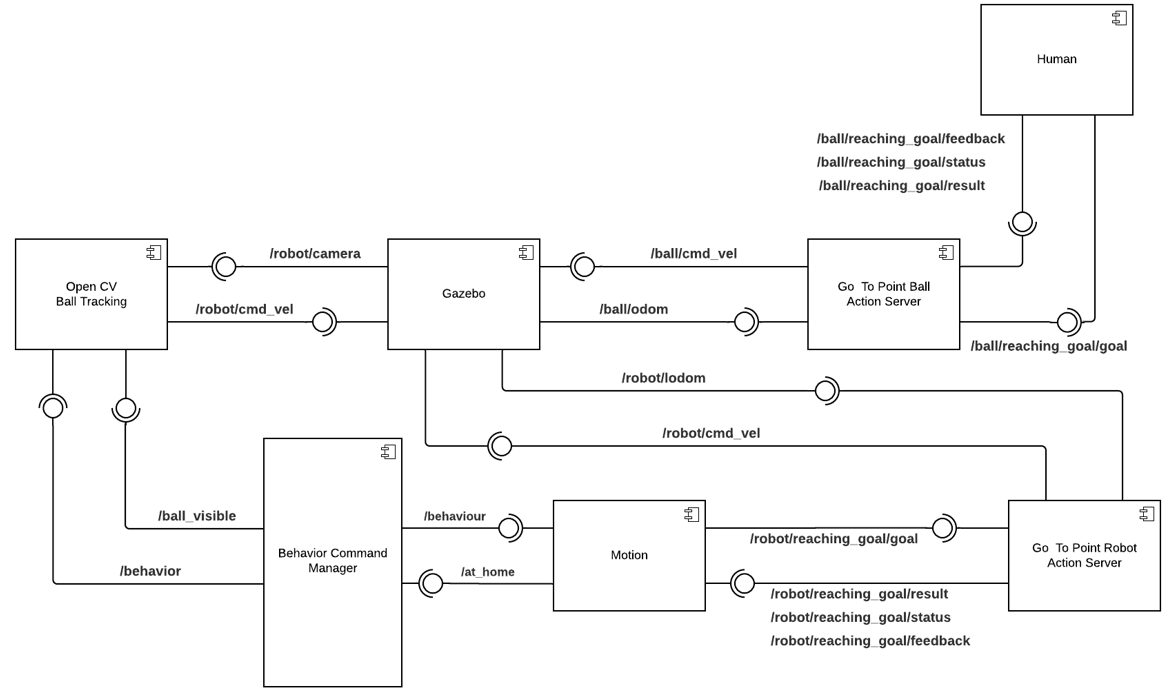 Human
/ball/reaching_goal/feedback
/ball/reaching_goal/status
/ball/reaching_goal/result
Open CV
Ball Tracking
/robot/camera
/robot/cmd_vel
Gazebo
/ball/cmd_vel
/ball/odom
Go To Point Ball
Action Server
/ball/reaching_goal/goal
/robot/lodom
/robot/cmd_vel
/ball_visible
/behavior
Behavior Command
Manager
/behaviour
/at_home
Motion
/robot/reaching_goal/goal
/robot/reaching_goal/result
/robot/reaching_goal/status
/robot/reaching_goal/feedback
Go To Point Robot
Action Server